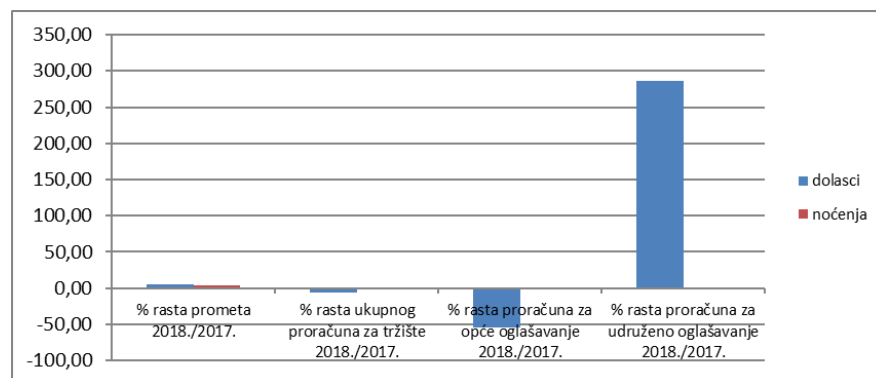 350,00
300,00
250,00
200,00
150,00
100,00
50,00
0,00
-50,00
-100,00
% rasta prometa
2018./2017.
% rasta ukupnog
proračuna za tržište
2018./2017.
% rasta proračuna za
opće oglašavanje
2018./2017.
% rasta proračuna za
udruženo oglašavanje
2018./2017.
dolasci
noćenja